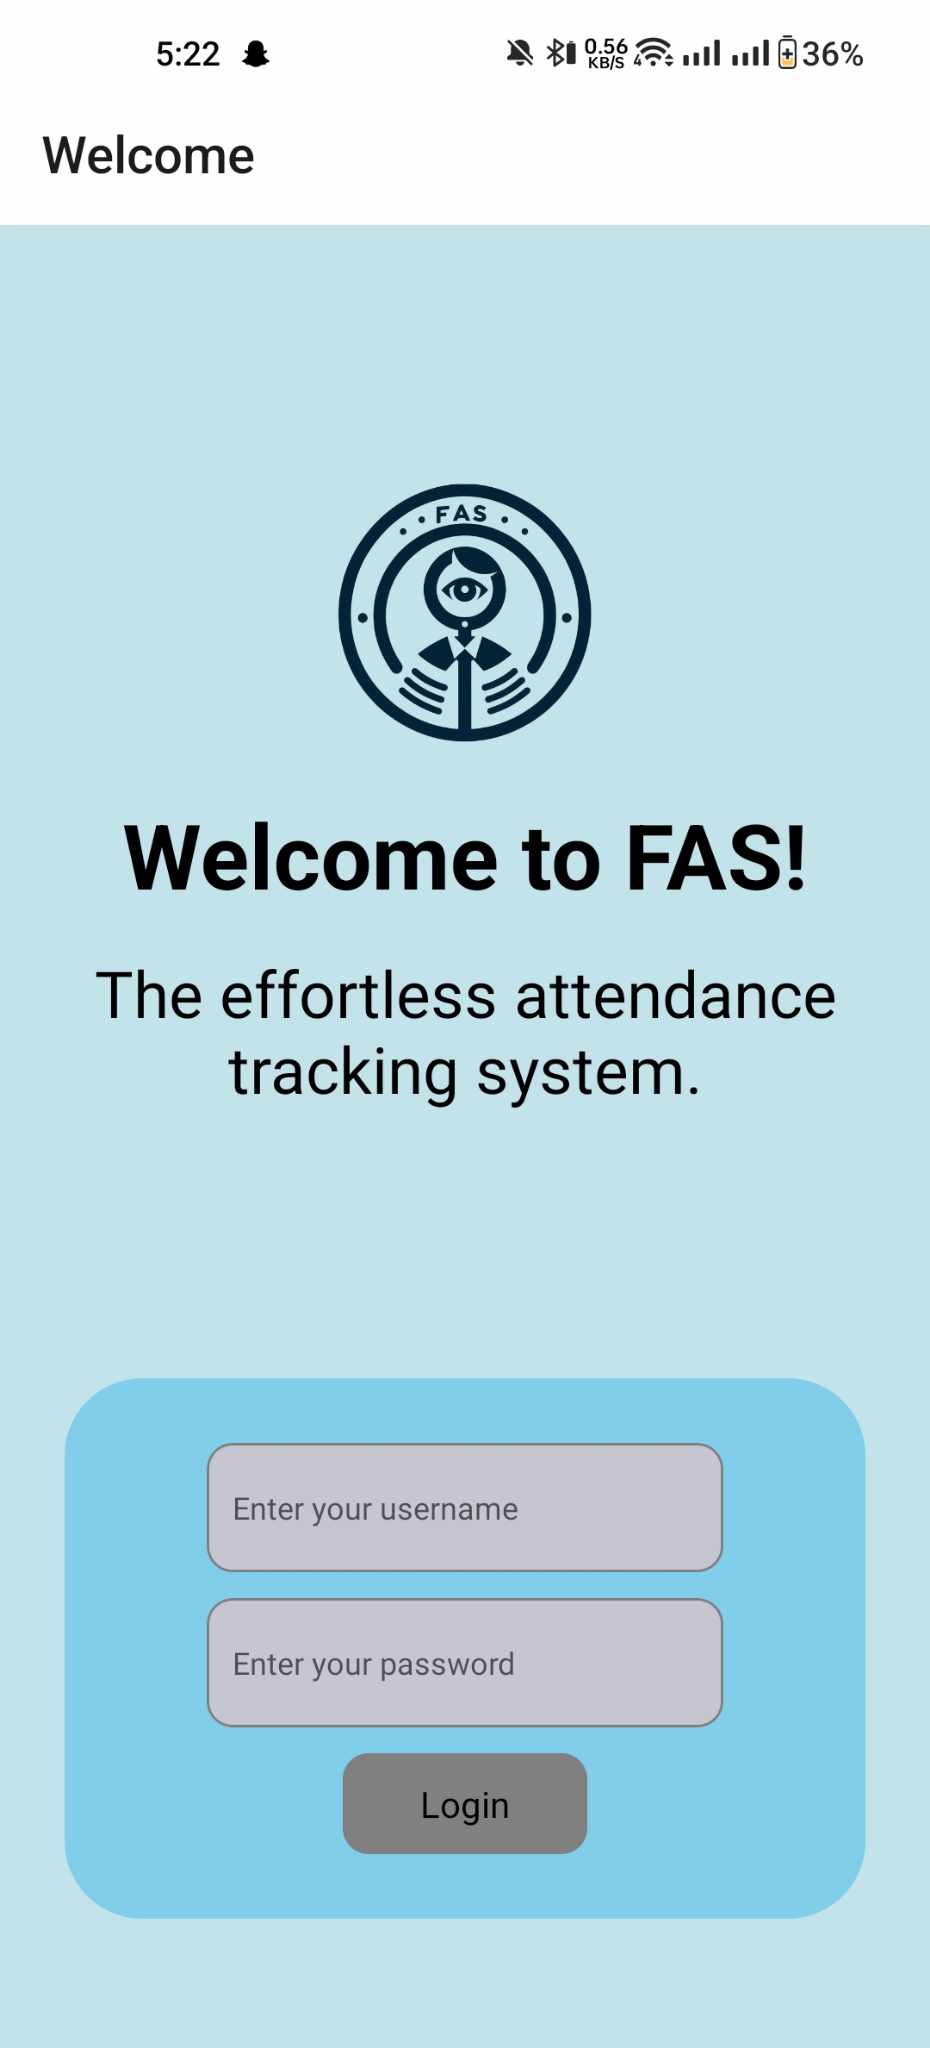 5:22
0.56
KB/S
4
36%
Welcome
FAS
Welcome to FAS!
The effortless attendance
tracking system.
Enter your username
Enter your password
Login